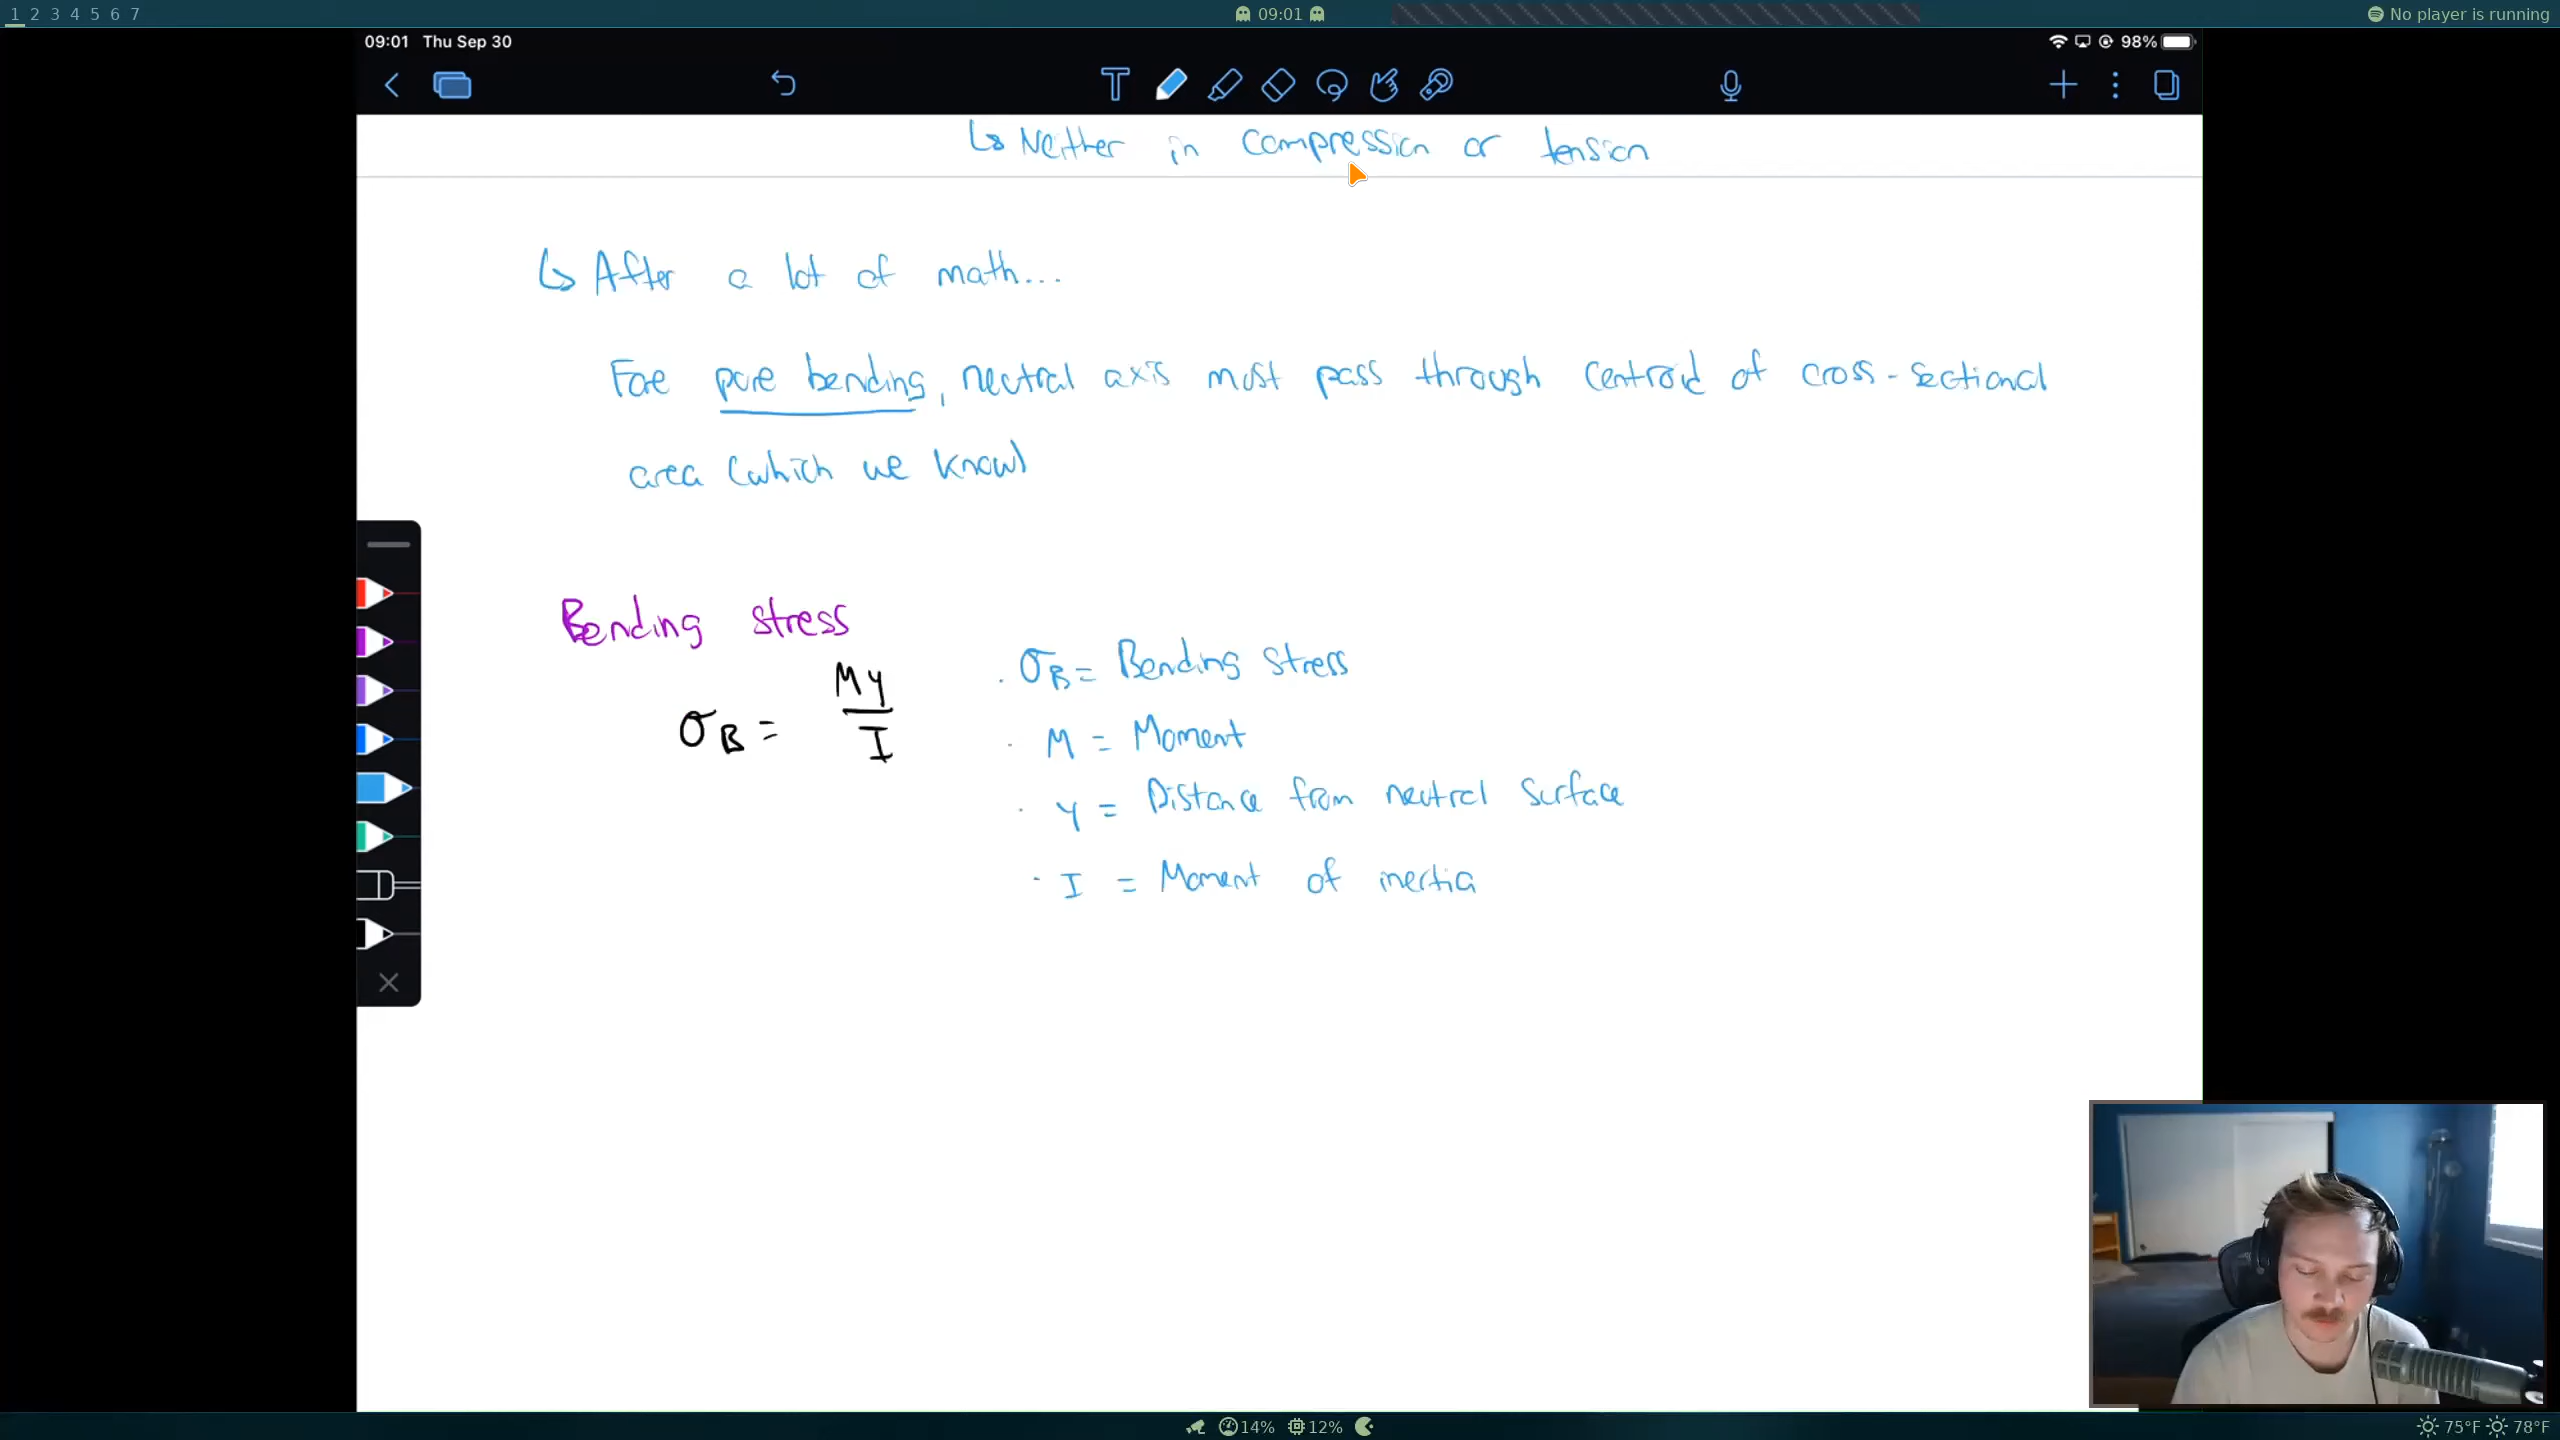 1 2 3 4 5 6 7
09:01
No player is running
09:01 Thu Sep 30
98%
T
↳ Neither in compression or tension
↳ After a lot of math...
For pure bending, neutral axis must pass through centroid of cross-sectional
area (which we know)
Bending stress
σB = My/I
· σB = Bending stress
· M = Moment
· y = Distance from neutral surface
· I = Moment of inertia
14% 12%
75°F 78°F